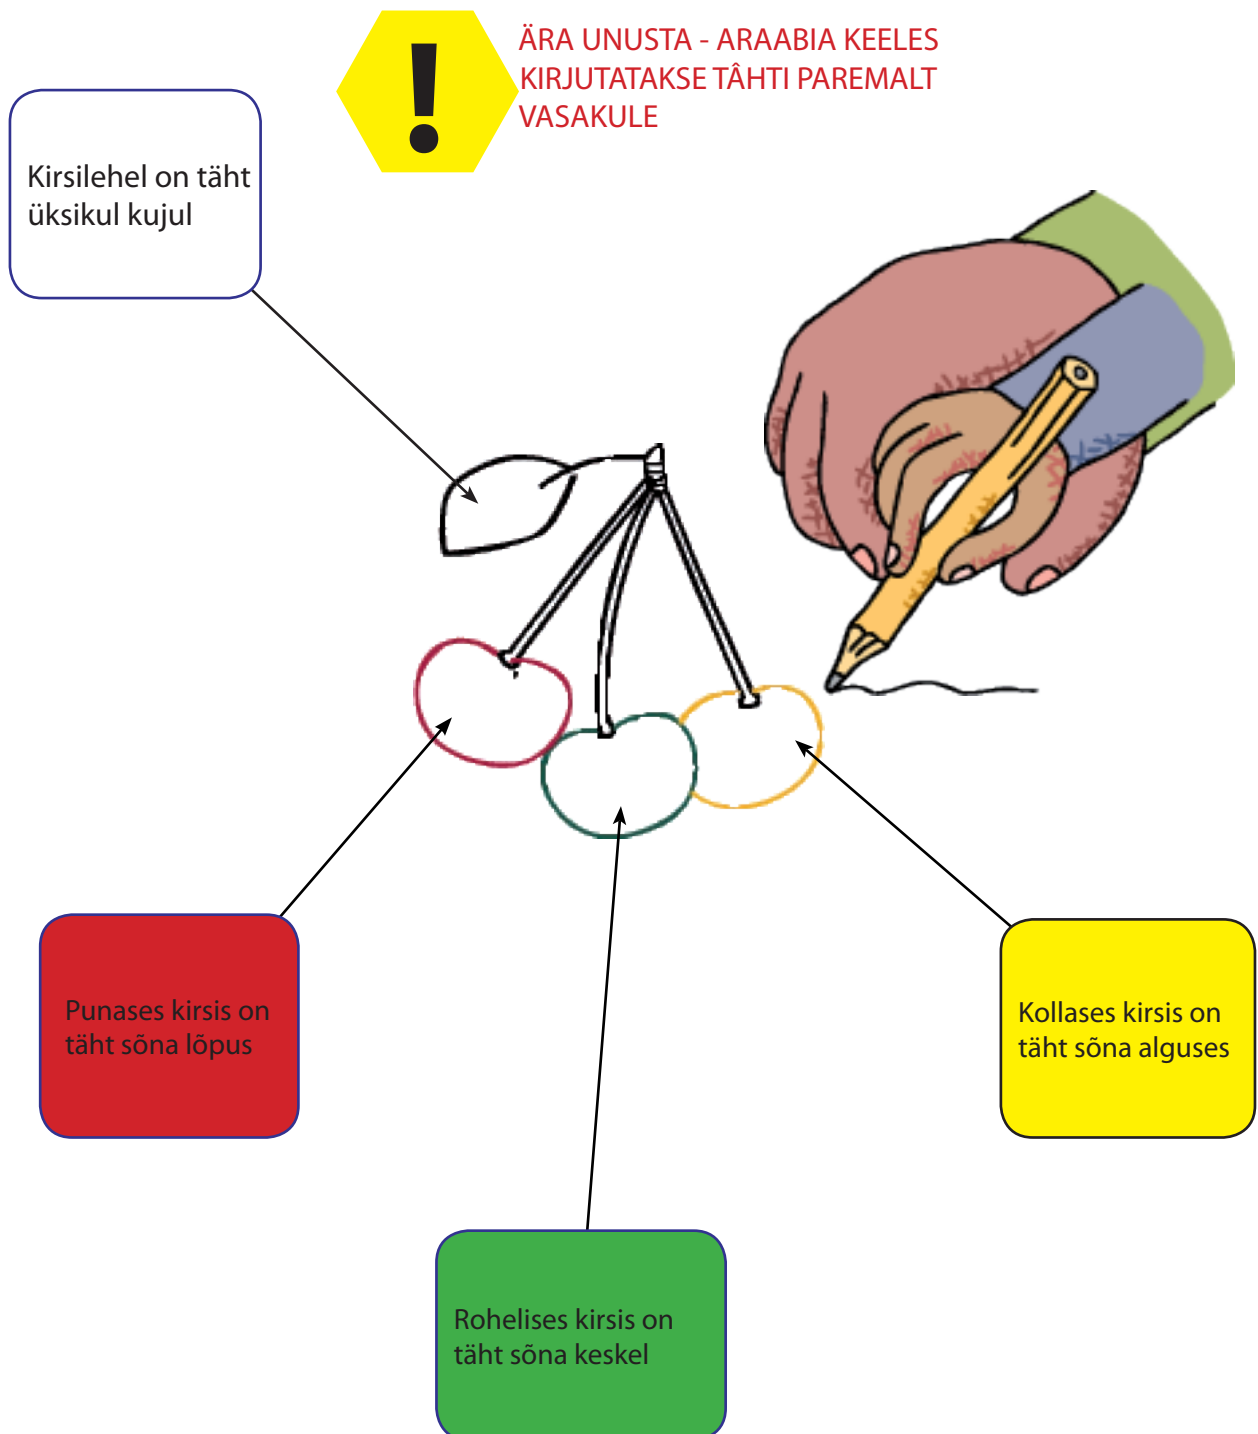 !
ÄRA UNUSTA - ARAABIA KEELES
KIRJUTATAKSE TÂHTI PAREMALT
VASAKULE
Kirsilehel on täht
üksikul kujul
Punases kirsis on
täht sõna lõpus
Kollases kirsis on
täht sõna alguses
Rohelises kirsis on
täht sõna keskel